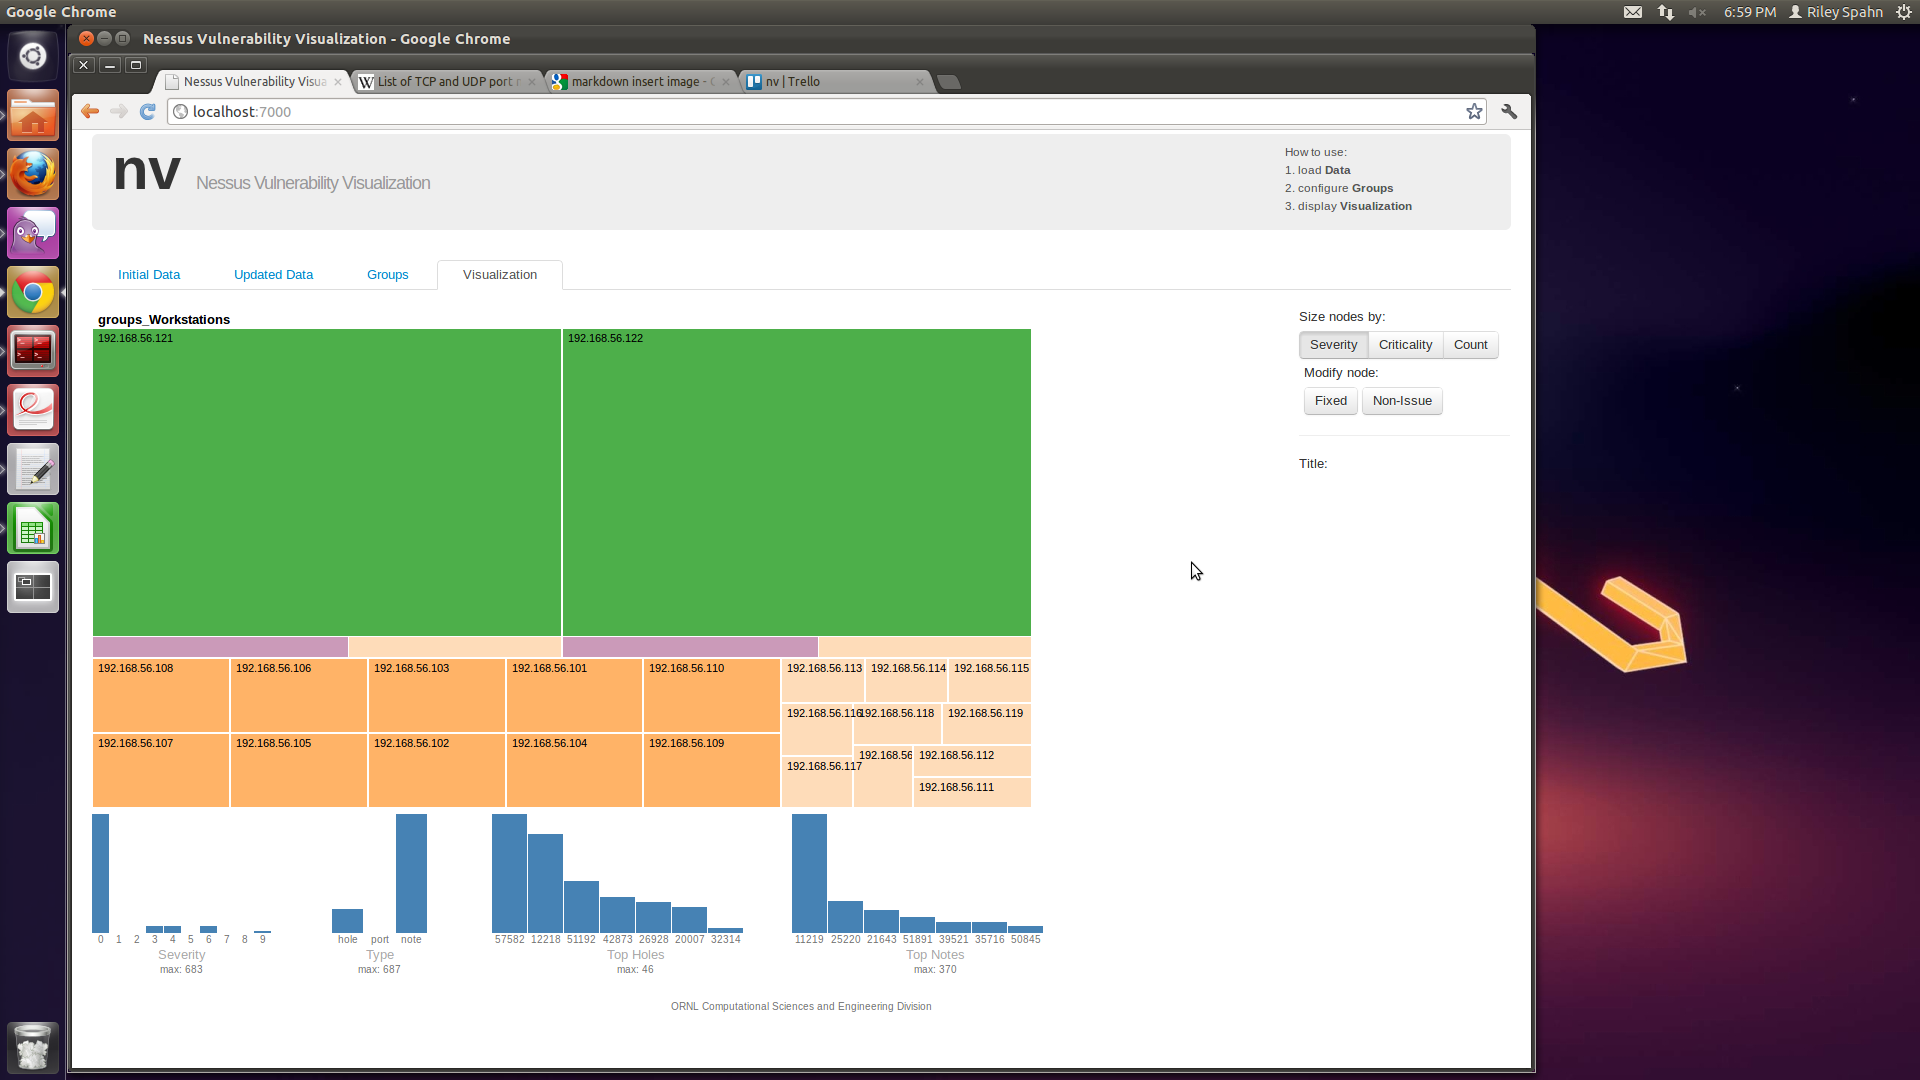 Google Chrome
6:59 PM Riley Spahn
Nessus Vulnerability Visualization - Google Chrome
Nessus Vulnerability Visua
List of TCP and UDP port
markdown insert image -
nv | Trello
localhost:7000
nv Nessus Vulnerability Visualization
How to use:
1. load Data
2. configure Groups
3. display Visualization
Initial Data Updated Data Groups Visualization
groups_Workstations
192.168.56.121 192.168.56.122
Size nodes by:
Severity Criticality Count
Modify node:
Fixed Non-Issue
Title:
192.168.56.108 192.168.56.106 192.168.56.103 192.168.56.101 192.168.56.110 192.168.56.113 192.168.56.114 192.168.56.115
192.168.56.116 192.168.56.118 192.168.56.119
192.168.56.107 192.168.56.105 192.168.56.102 192.168.56.104 192.168.56.109 192.168.56.117 192.168.56 192.168.56.112
192.168.56.111
0 1 2 3 4 5 6 7 8 9
Severity
max: 683
hole port note
Type
max: 687
57582 12218 51192 42873 26928 20007 32314
Top Holes
max: 46
11219 25220 21643 51891 39521 35716 50845
Top Notes
max: 370
ORNL Computational Sciences and Engineering Division